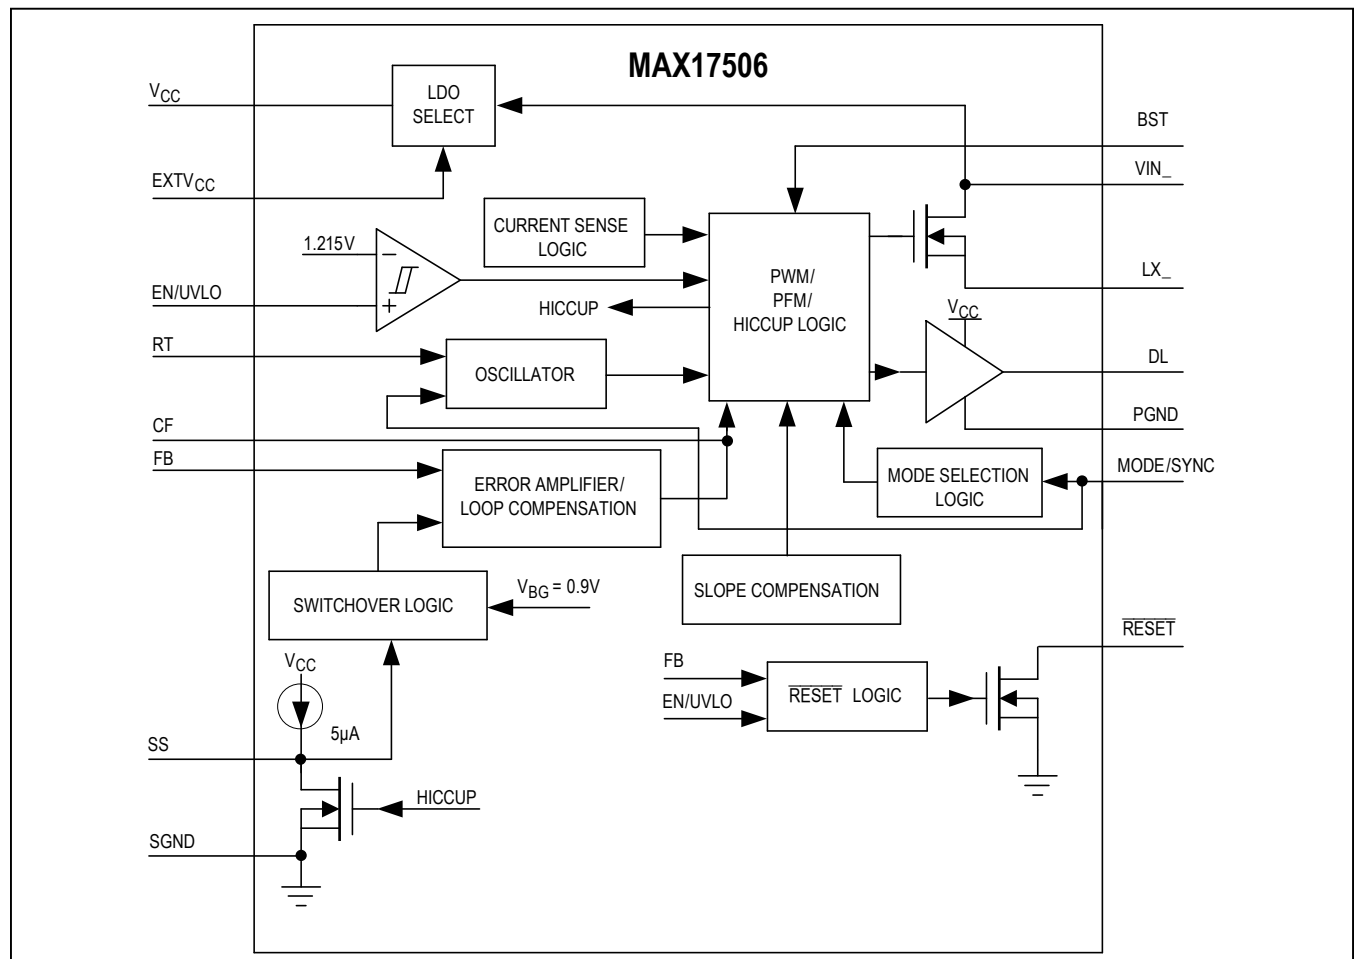 MAX17506
VCC
LDO
SELECT
BST
VIN_
EXTVCC
CURRENT SENSE
LOGIC
1.215V
−
+
EN/UVLO
HICCUP
PWM/
PFM/
HICCUP LOGIC
LX_
VCC
RT
OSCILLATOR
DL
PGND
CF
FB
ERROR AMPLIFIER/
LOOP COMPENSATION
MODE SELECTION
LOGIC
MODE/SYNC
SWITCHOVER LOGIC
VBG = 0.9V
SLOPE COMPENSATION
RESET
VCC
5µA
FB
EN/UVLO
RESET LOGIC
SS
HICCUP
SGND